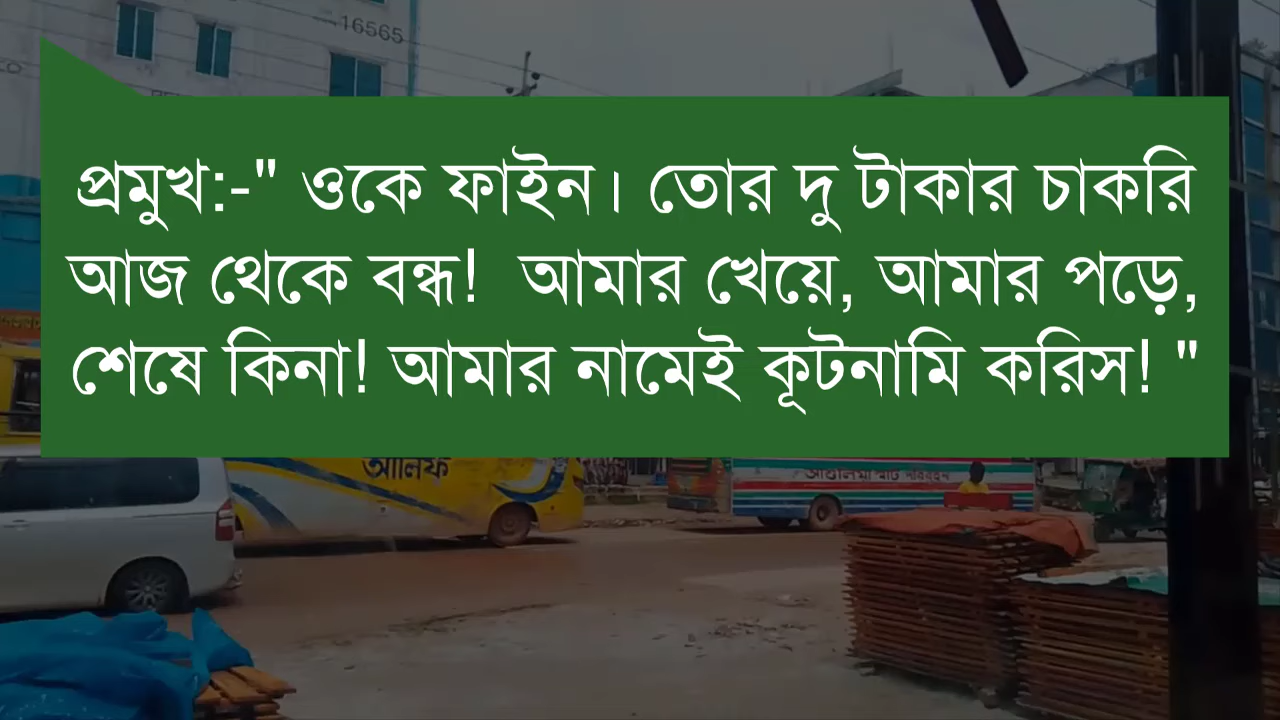 16565
প্রমুখ:-" ওকে ফাইন। তোর দু টাকার চাকরি
আজ থেকে বন্ধ! আমার খেয়ে, আমার পড়ে,
শেষে কিনা! আমার নামেই কূটনামি করিস! "
আলিফ